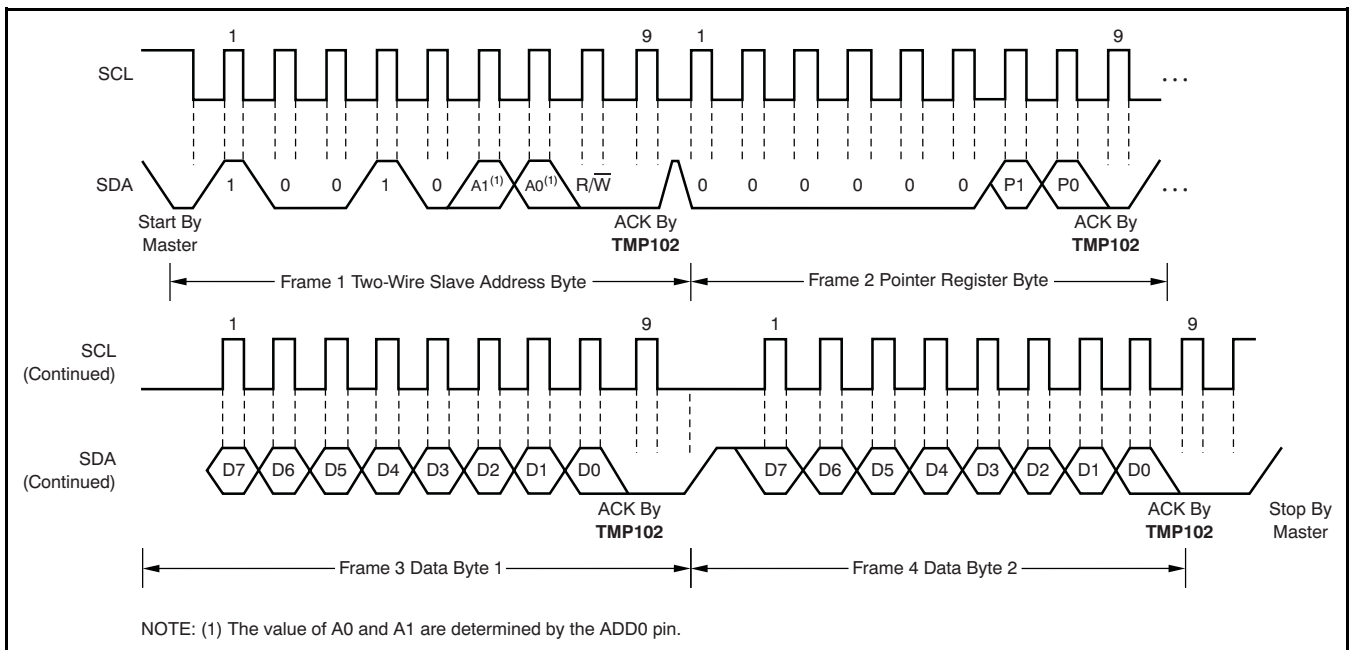 1 9 1 9
SCL ...
SDA 1 0 0 1 0 A1(1) A0(1) R/W̅ 0 0 0 0 0 0 P1 P0 ...
Start By Master
ACK By TMP102
ACK By TMP102
Frame 1 Two-Wire Slave Address Byte
Frame 2 Pointer Register Byte
1 9 1 9
SCL (Continued)
SDA (Continued)
D7 D6 D5 D4 D3 D2 D1 D0 D7 D6 D5 D4 D3 D2 D1 D0
ACK By TMP102
ACK By TMP102
Stop By Master
Frame 3 Data Byte 1
Frame 4 Data Byte 2
NOTE: (1) The value of A0 and A1 are determined by the ADD0 pin.